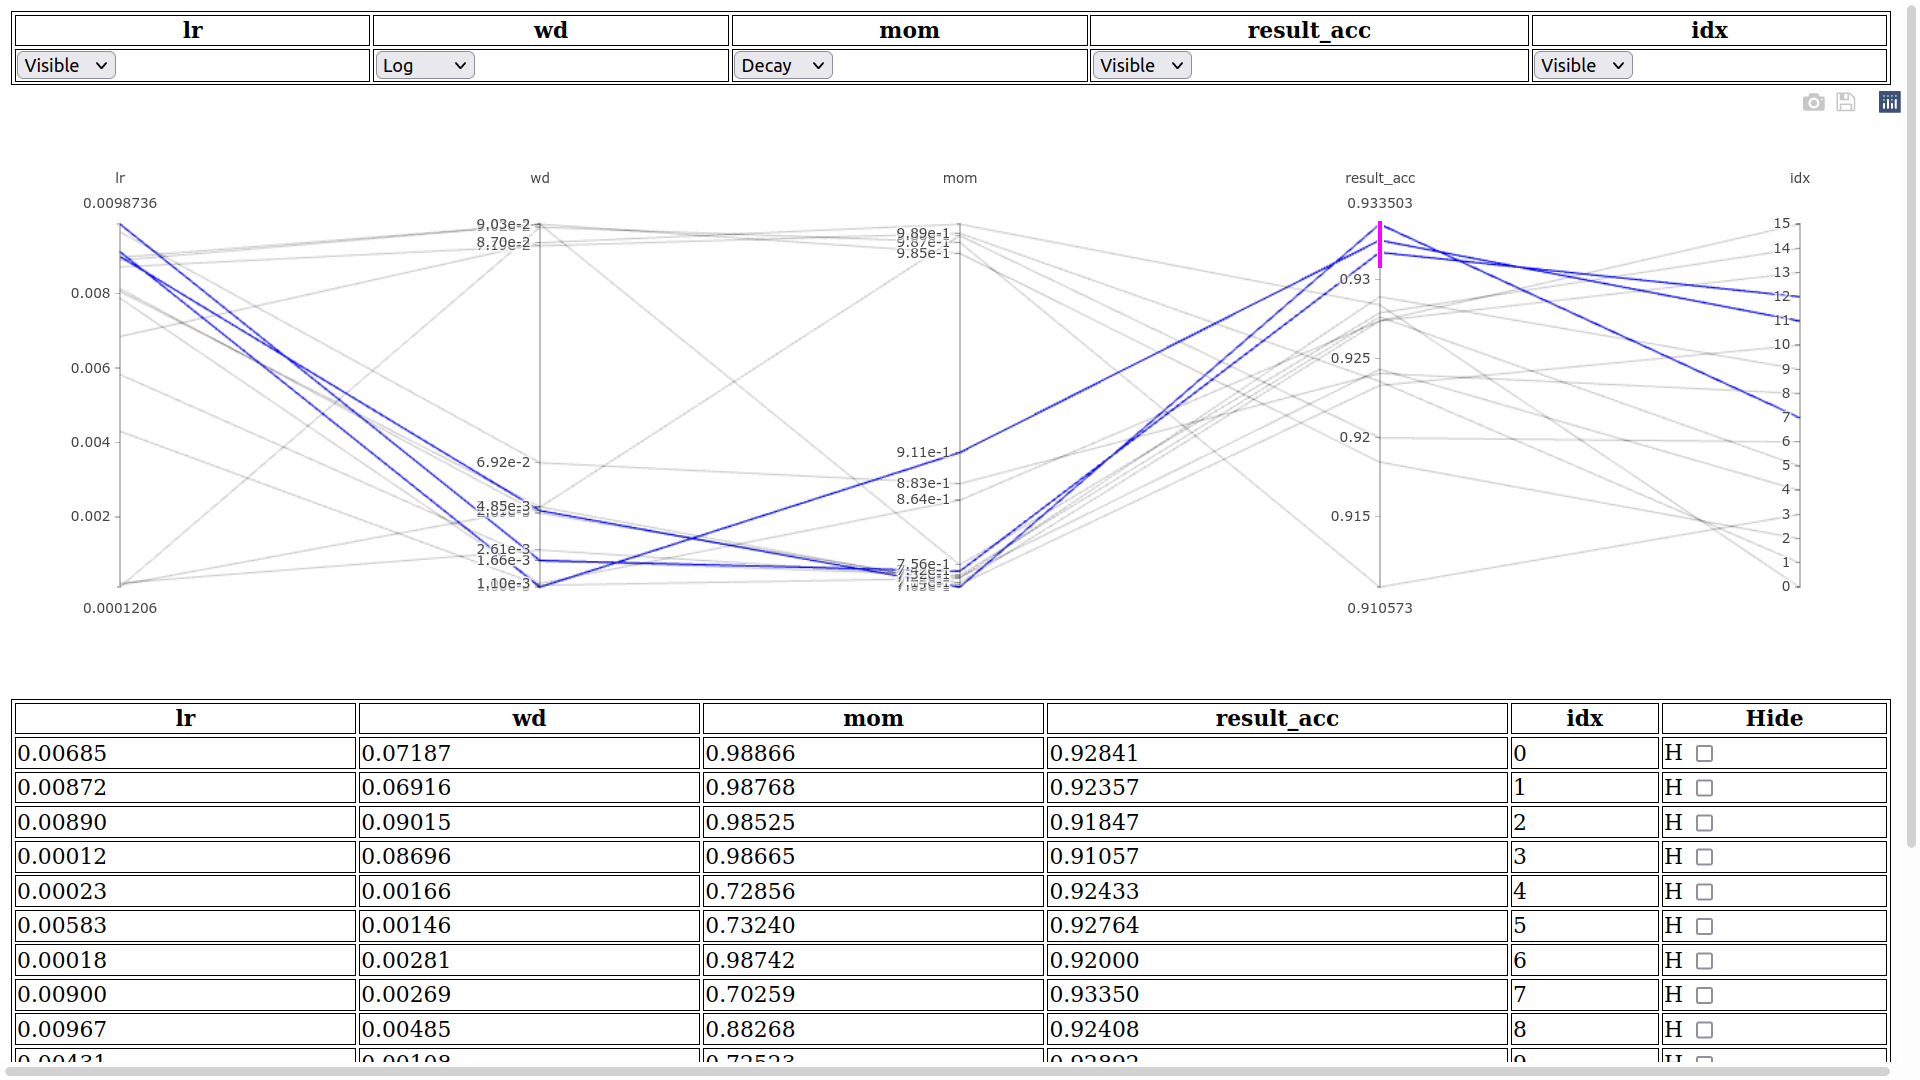 lr wd mom result_acc idx
Visible Log Decay Visible Visible
lr wd mom result_acc idx
0.0098736 0.933503
9.03e-2 15
8.70e-2 9.89e-1 14
9.87e-1
9.85e-1 13
0.008 0.93 12
11
0.006 0.925 10
9
8
0.004 9.11e-1 0.92 7
6.92e-2 6
8.83e-1 5
8.64e-1 4
0.002 4.85e-3 0.915 3
2.61e-3 2
1.66e-3 7.56e-1 1
1.10e-3 0
0.0001206 0.910573
lr wd mom result_acc idx Hide
0.00685 0.07187 0.98866 0.92841 0 H
0.00872 0.06916 0.98768 0.92357 1 H
0.00890 0.09015 0.98525 0.91847 2 H
0.00012 0.08696 0.98665 0.91057 3 H
0.00023 0.00166 0.72856 0.92433 4 H
0.00583 0.00146 0.73240 0.92764 5 H
0.00018 0.00281 0.98742 0.92000 6 H
0.00900 0.00269 0.70259 0.93350 7 H
0.00967 0.00485 0.88268 0.92408 8 H